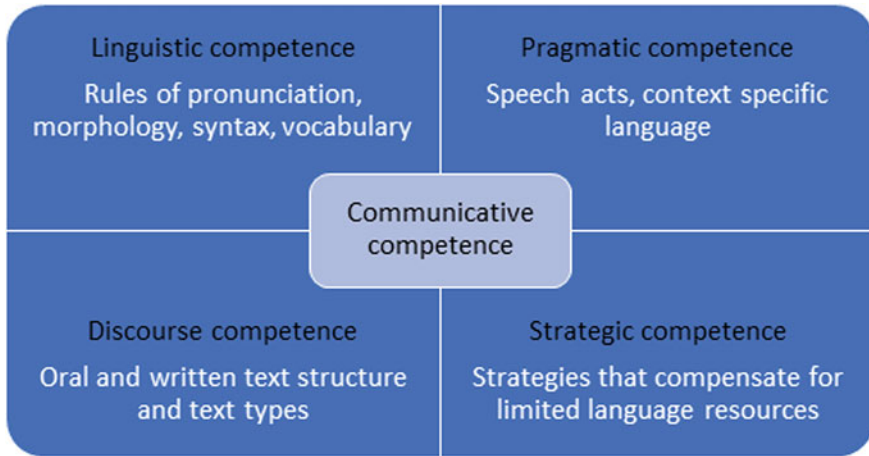 Linguistic competence
Rules of pronunciation,
morphology, syntax, vocabulary
Pragmatic competence
Speech acts, context specific
language
Communicative
competence
Discourse competence
Oral and written text structure
and text types
Strategic competence
Strategies that compensate for
limited language resources